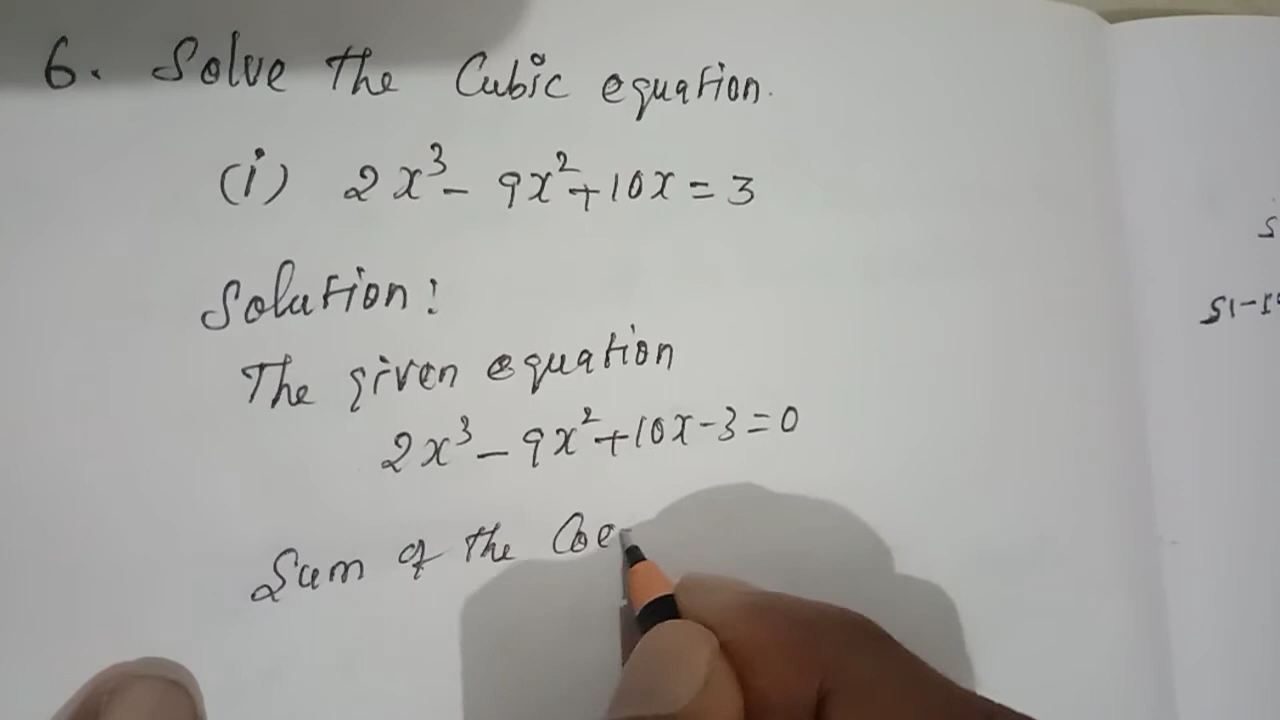 6. Solve the Cubic equation.
(i) 2x³ - 9x² + 10x = 3
Solution:
The given equation
2x³ - 9x² + 10x - 3 = 0
Sum of the Coe
5